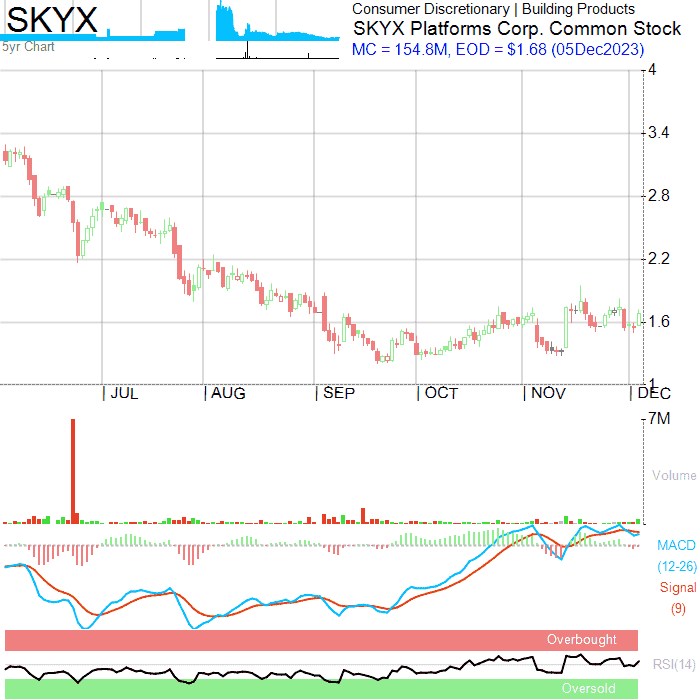 SKYX
5yr Chart
Consumer Discretionary | Building Products
SKYX Platforms Corp. Common Stock
MC = 154.8M, EOD = $1.68 (05Dec2023)
4
3.4
2.8
2.2
1.6
1
| JUL | AUG | SEP | OCT | NOV | DEC
7M
Volume
MACD
(12-26)
Signal
(9)
Overbought
RSI(14)
Oversold